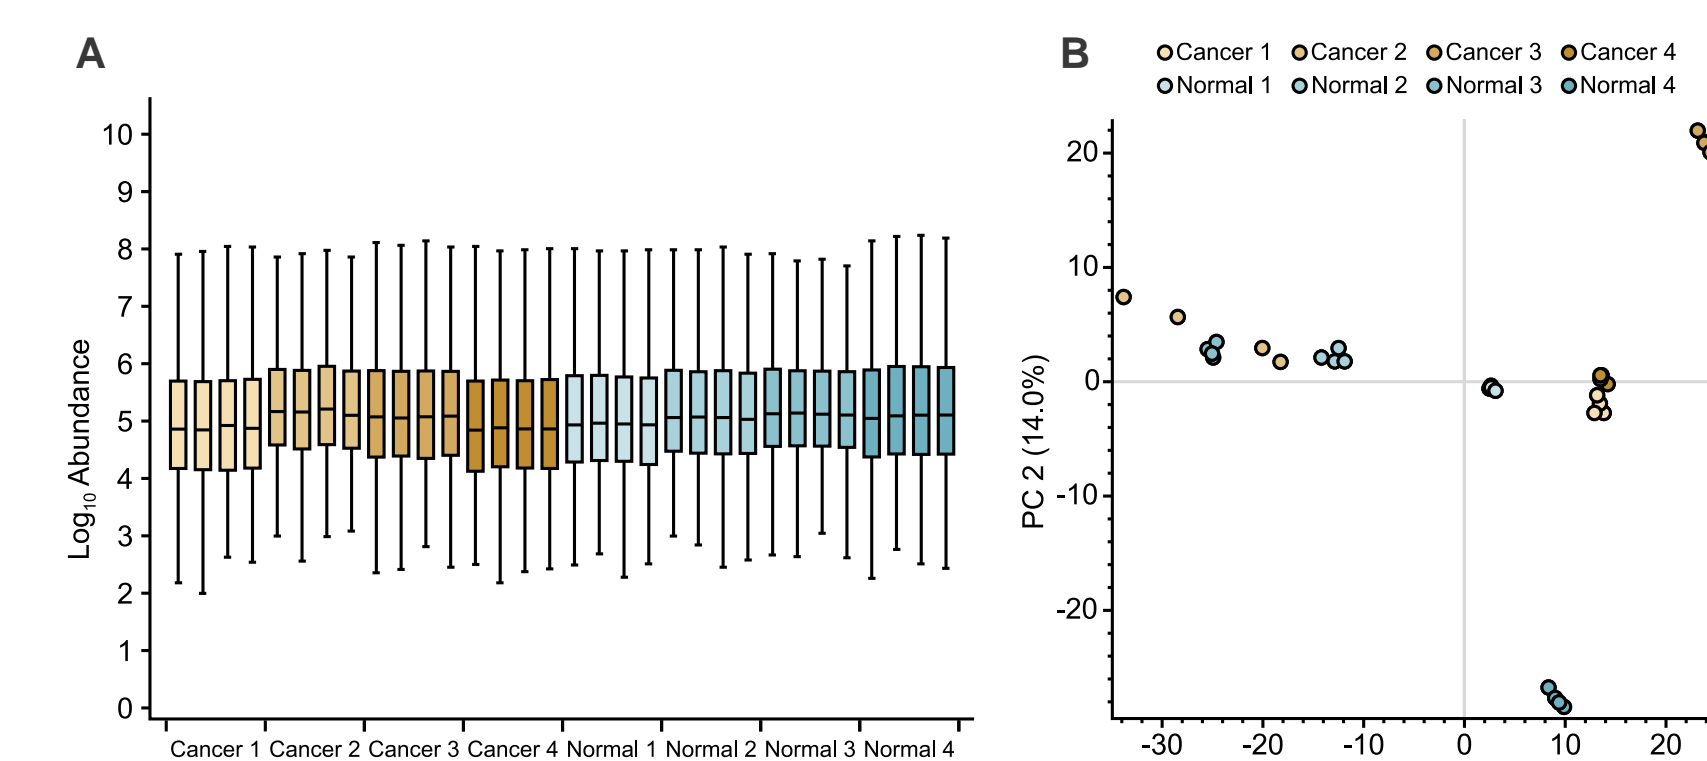 A
10
9
8
7
6
5
4
3
2
1
0
Log₁₀ Abundance
Cancer 1 Cancer 2 Cancer 3 Cancer 4 Normal 1 Normal 2 Normal 3 Normal 4
B
Cancer 1 Cancer 2 Cancer 3 Cancer 4
Normal 1 Normal 2 Normal 3 Normal 4
20
10
0
-10
-20
PC 2 (14.0%)
-30 -20 -10 0 10 20